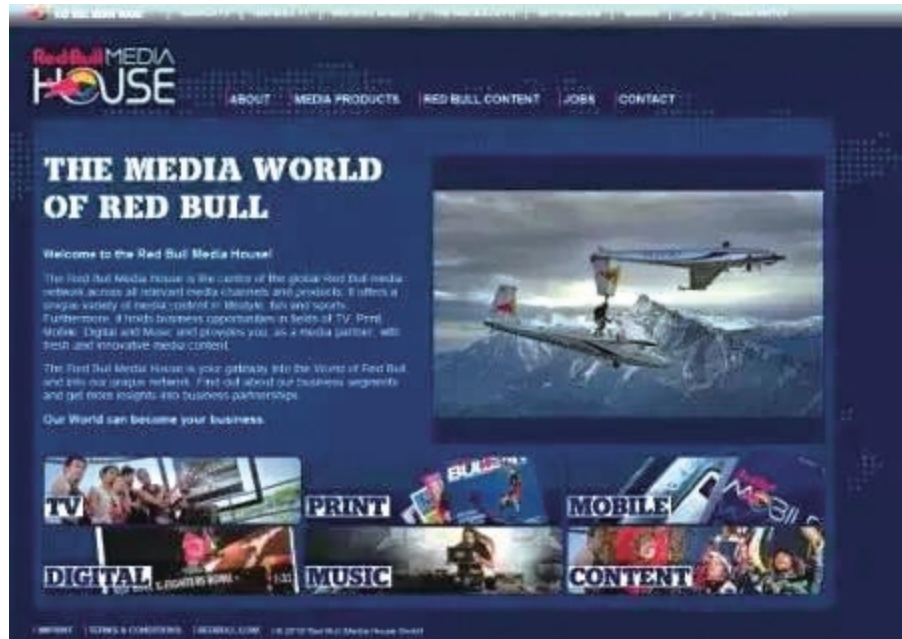 Red Bull MEDIA
HOUSE
ABOUT
MEDIA PRODUCTS
RED BULL CONTENT
JOBS
CONTACT
THE MEDIA WORLD
OF RED BULL
Welcome to the Red Bull Media House!
The Red Bull Media House is the centre of the global Red Bull media
network across all relevant media channels and products. It offers a
unique variety of media content in lifestyle, fun and sports.
Furthermore, it holds business opportunities in fields of TV, Print,
Mobile, Digital and Music and provides you, as a media partner, with
fresh and innovative media content.
The Red Bull Media House is your gateway into the World of Red Bull
and into our unique network. Find out about our business segments
and get more insights into business partnerships.
Our World can become your business.
TV
PRINT
MOBILE
DIGITAL
MUSIC
CONTENT
IMPRINT
TERMS & CONDITIONS
REDBULL.COM
© 2010 Red Bull Media House GmbH